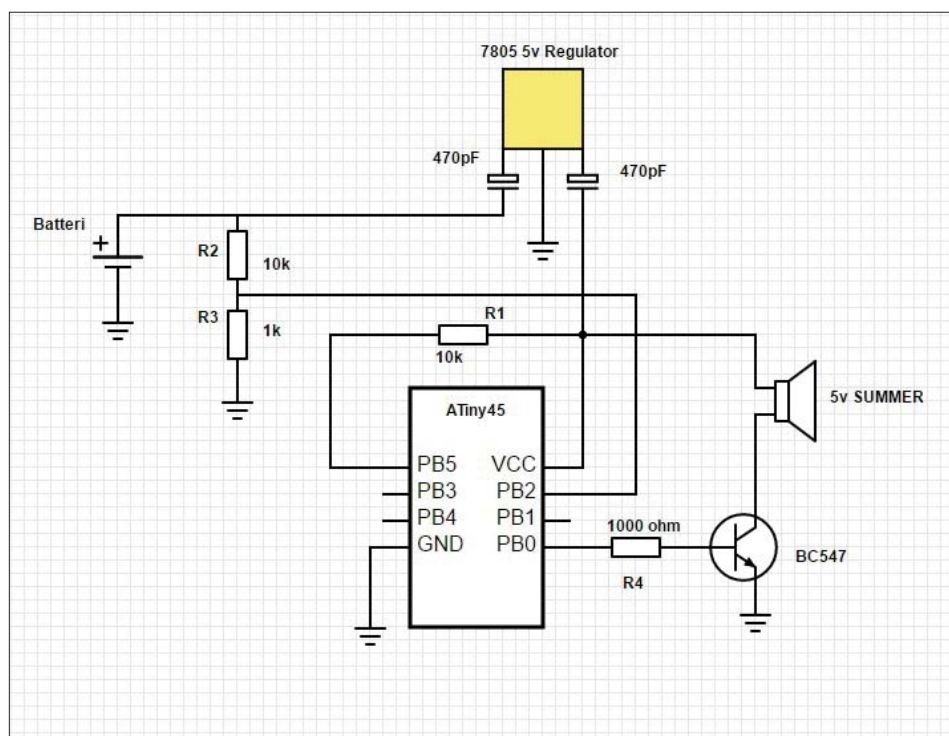 7805 5v Regulator
470pF
470pF
Batteri
+
R2
10k
R3
1k
R1
10k
ATiny45
5v SUMMER
PB5
VCC
PB3
PB2
PB4
PB1
GND
PB0
1000 ohm
R4
BC547